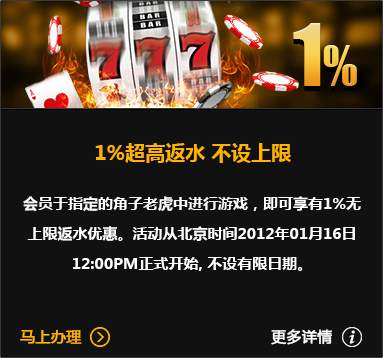 BAR BAR
BAR
1%
1%超高返水 不设上限
会员于指定的角子老虎中进行游戏，即可享有1%无
上限返水优惠。活动从北京时间2012年01月16日
12:00PM正式开始, 不设有限日期。
马上办理
更多详情